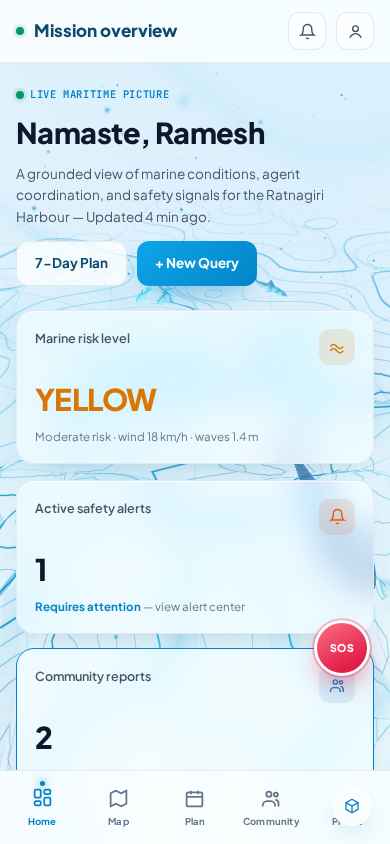 Mission overview
LIVE MARITIME PICTURE
Namaste, Ramesh
A grounded view of marine conditions, agent
coordination, and safety signals for the Ratnagiri
Harbour — Updated 4 min ago.
7-Day Plan
+ New Query
Marine risk level
YELLOW
Moderate risk · wind 18 km/h · waves 1.4 m
Active safety alerts
1
Requires attention — view alert center
SOS
Community reports
2
Home
Map
Plan
Community